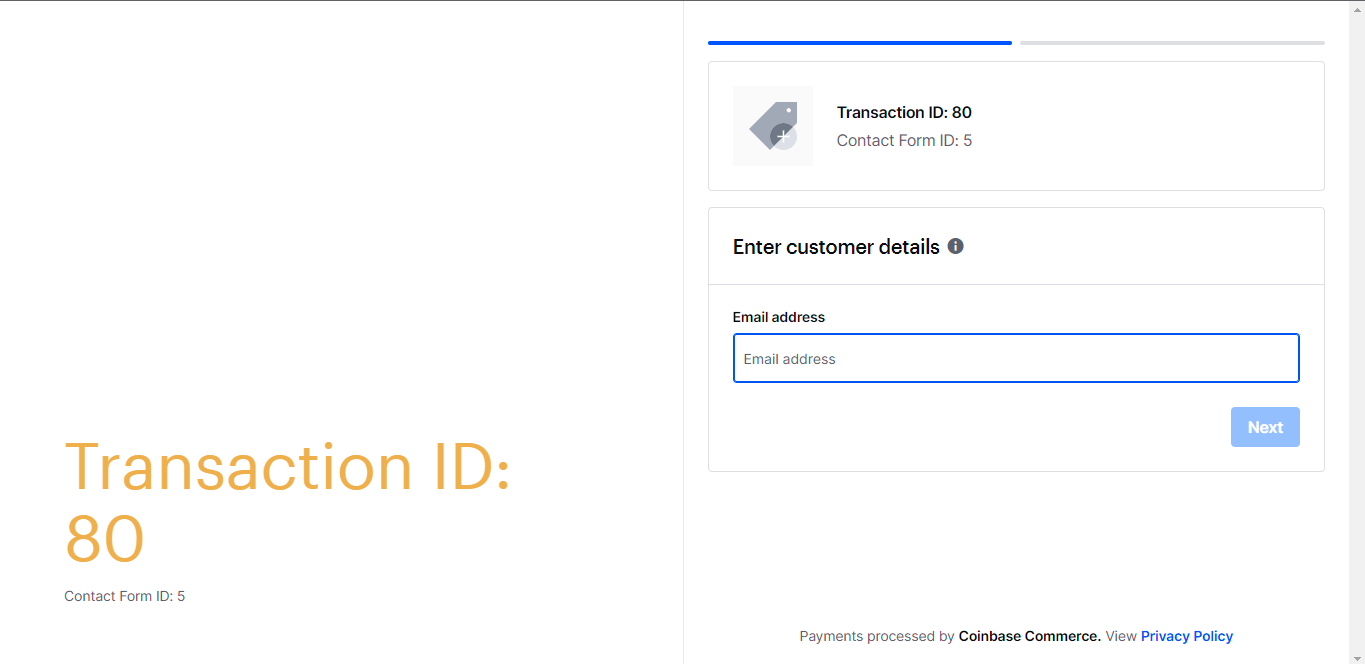 Transaction ID:
80
Contact Form ID: 5
Transaction ID: 80
Contact Form ID: 5
Enter customer details
Email address
Email address
Next
Payments processed by Coinbase Commerce. View Privacy Policy